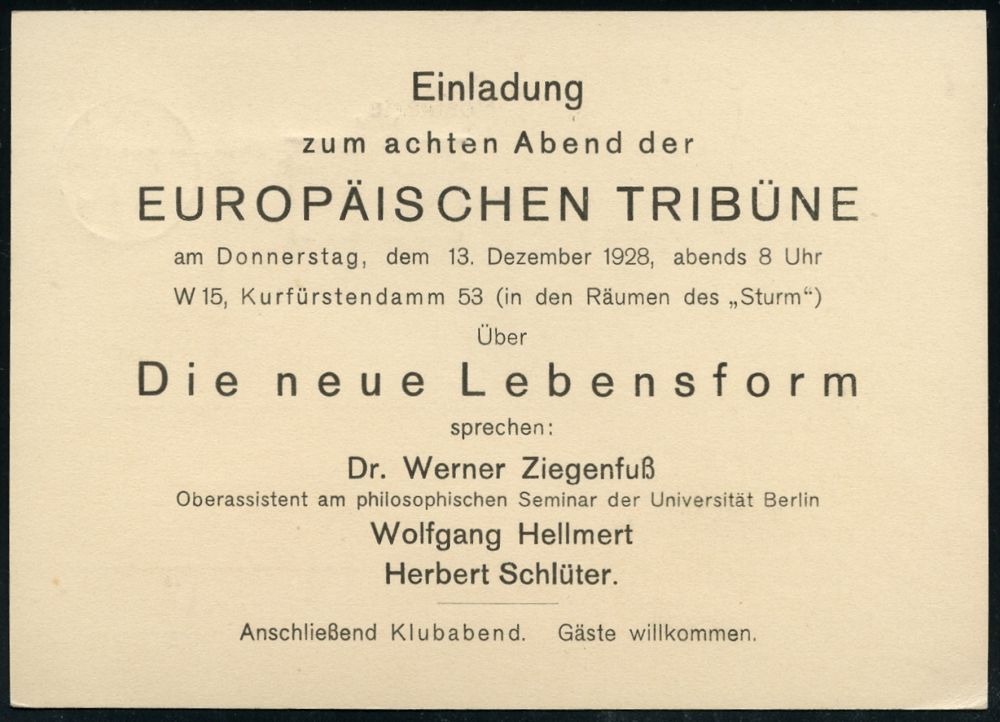 Einladung
zum achten Abend der
EUROPÄISCHEN TRIBÜNE
am Donnerstag, dem 13. Dezember 1928, abends 8 Uhr
W 15, Kurfürstendamm 53 (in den Räumen des „Sturm“)
Über
Die neue Lebensform
sprechen:
Dr. Werner Ziegenfuß
Oberassistent am philosophischen Seminar der Universität Berlin
Wolfgang Hellmert
Herbert Schlüter.
Anschließend Klubabend. Gäste willkommen.